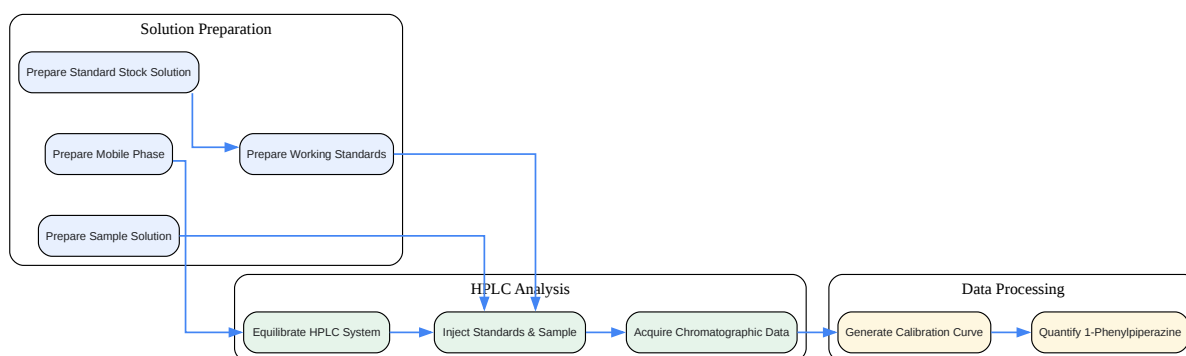 Solution Preparation
Prepare Standard Stock Solution
Prepare Mobile Phase
Prepare Working Standards
Prepare Sample Solution
HPLC Analysis
Equilibrate HPLC System
Inject Standards & Sample
Acquire Chromatographic Data
Data Processing
Generate Calibration Curve
Quantify 1-Phenylpiperazine